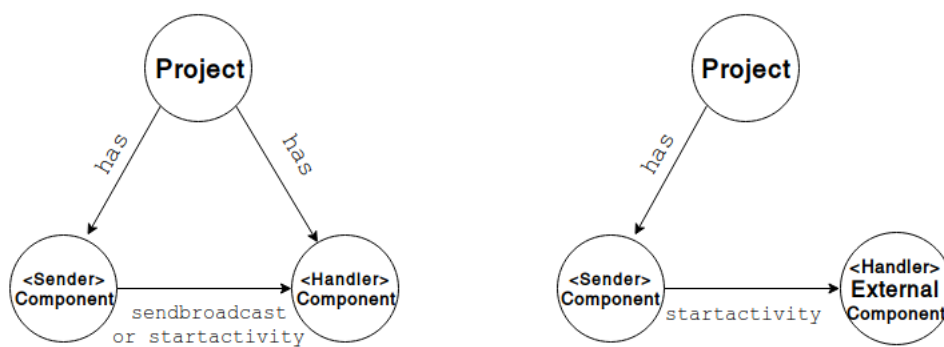 Project
has
has
<Sender>
Component
sendbroadcast
or startactivity
<Handler>
Component
Project
has
<Sender>
Component
startactivity
<Handler>
External
Component